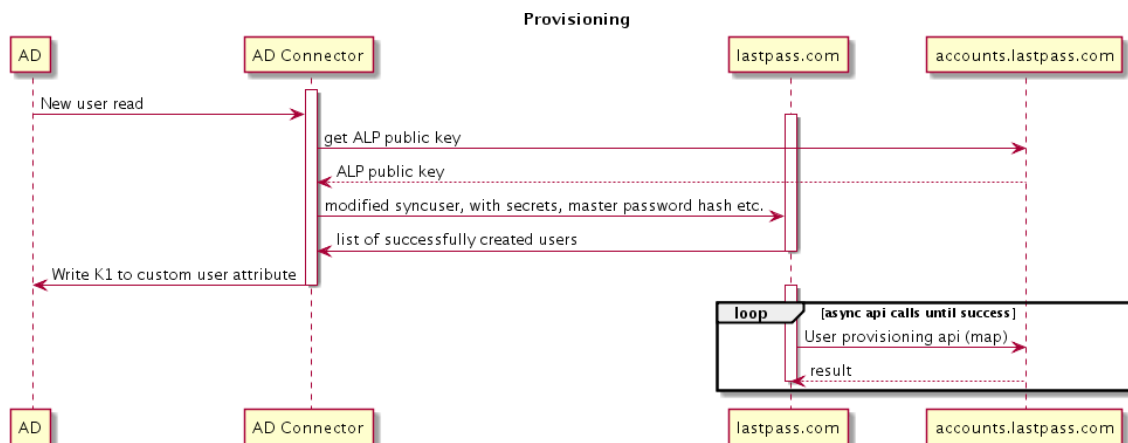 Provisioning
AD
AD Connector
lastpass.com
accounts.lastpass.com
New user read
get ALP public key
ALP public key
modified syncuser, with secrets, master password hash etc.
list of successfully created users
Write K1 to custom user attribute
loop [async api calls until success]
User provisioning api (map)
result
AD
AD Connector
lastpass.com
accounts.lastpass.com